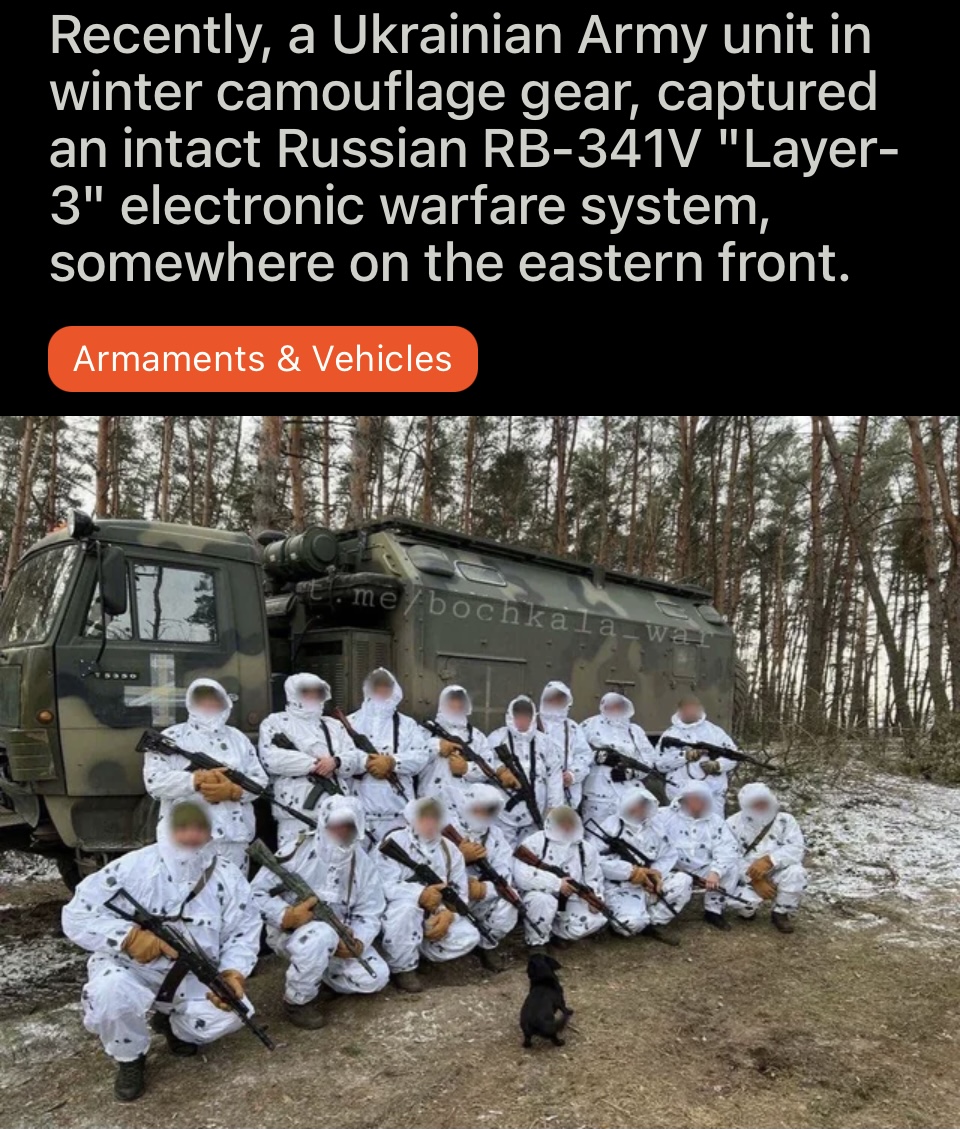 Recently, a Ukrainian Army unit in
winter camouflage gear, captured
an intact Russian RB-341V "Layer-
3" electronic warfare system,
somewhere on the eastern front.
Armaments & Vehicles
t.me/bochkala_war